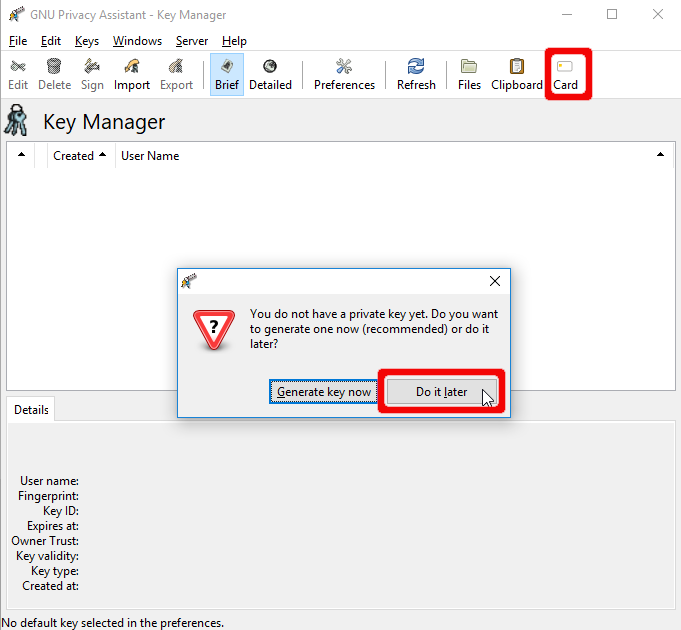 GNU Privacy Assistant - Key Manager
File Edit Keys Windows Server Help
Edit Delete Sign Import Export Brief Detailed Preferences Refresh Files Clipboard Card
Key Manager
Created User Name
?
You do not have a private key yet. Do you want
to generate one now (recommended) or do it
later?
Generate key now Do it later
Details
User name:
Fingerprint:
Key ID:
Expires at:
Owner Trust:
Key validity:
Key type:
Created at:
No default key selected in the preferences.